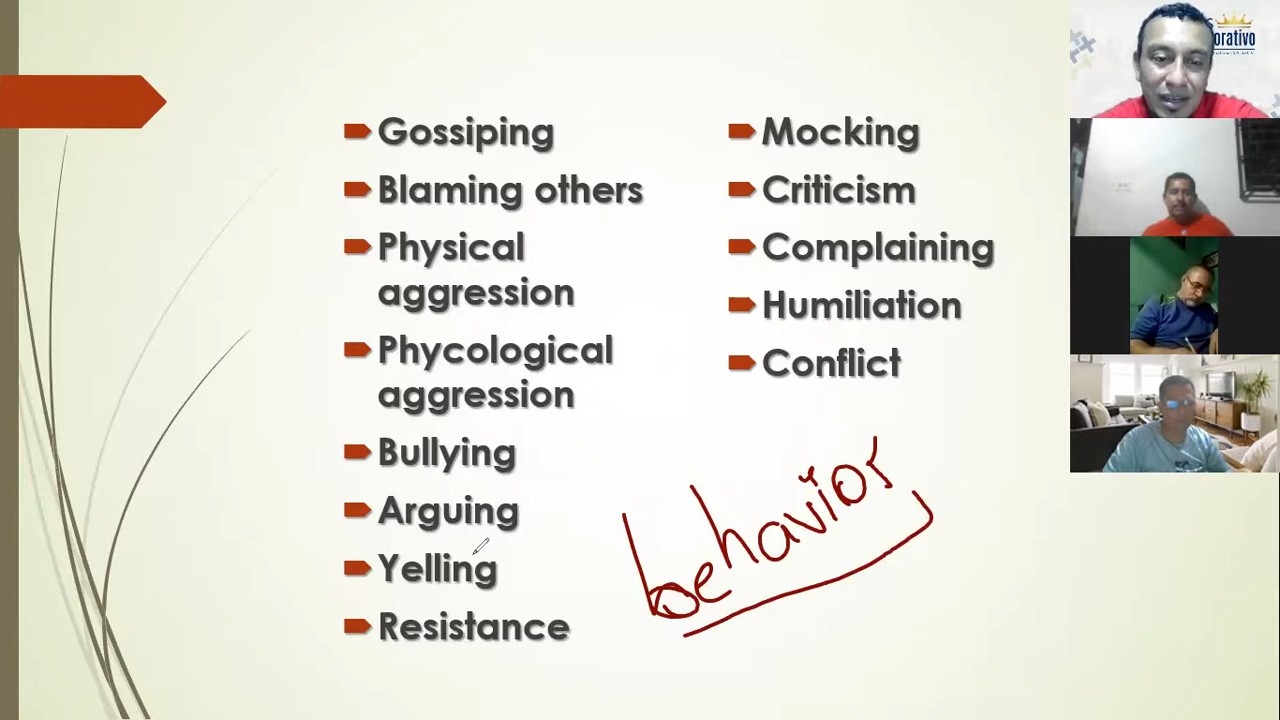 Gossiping
Blaming others
Physical
aggression
Phycological
aggression
Bullying
Arguing
Yelling
Resistance
Mocking
Criticism
Complaining
Humiliation
Conflict
behavior
orativo